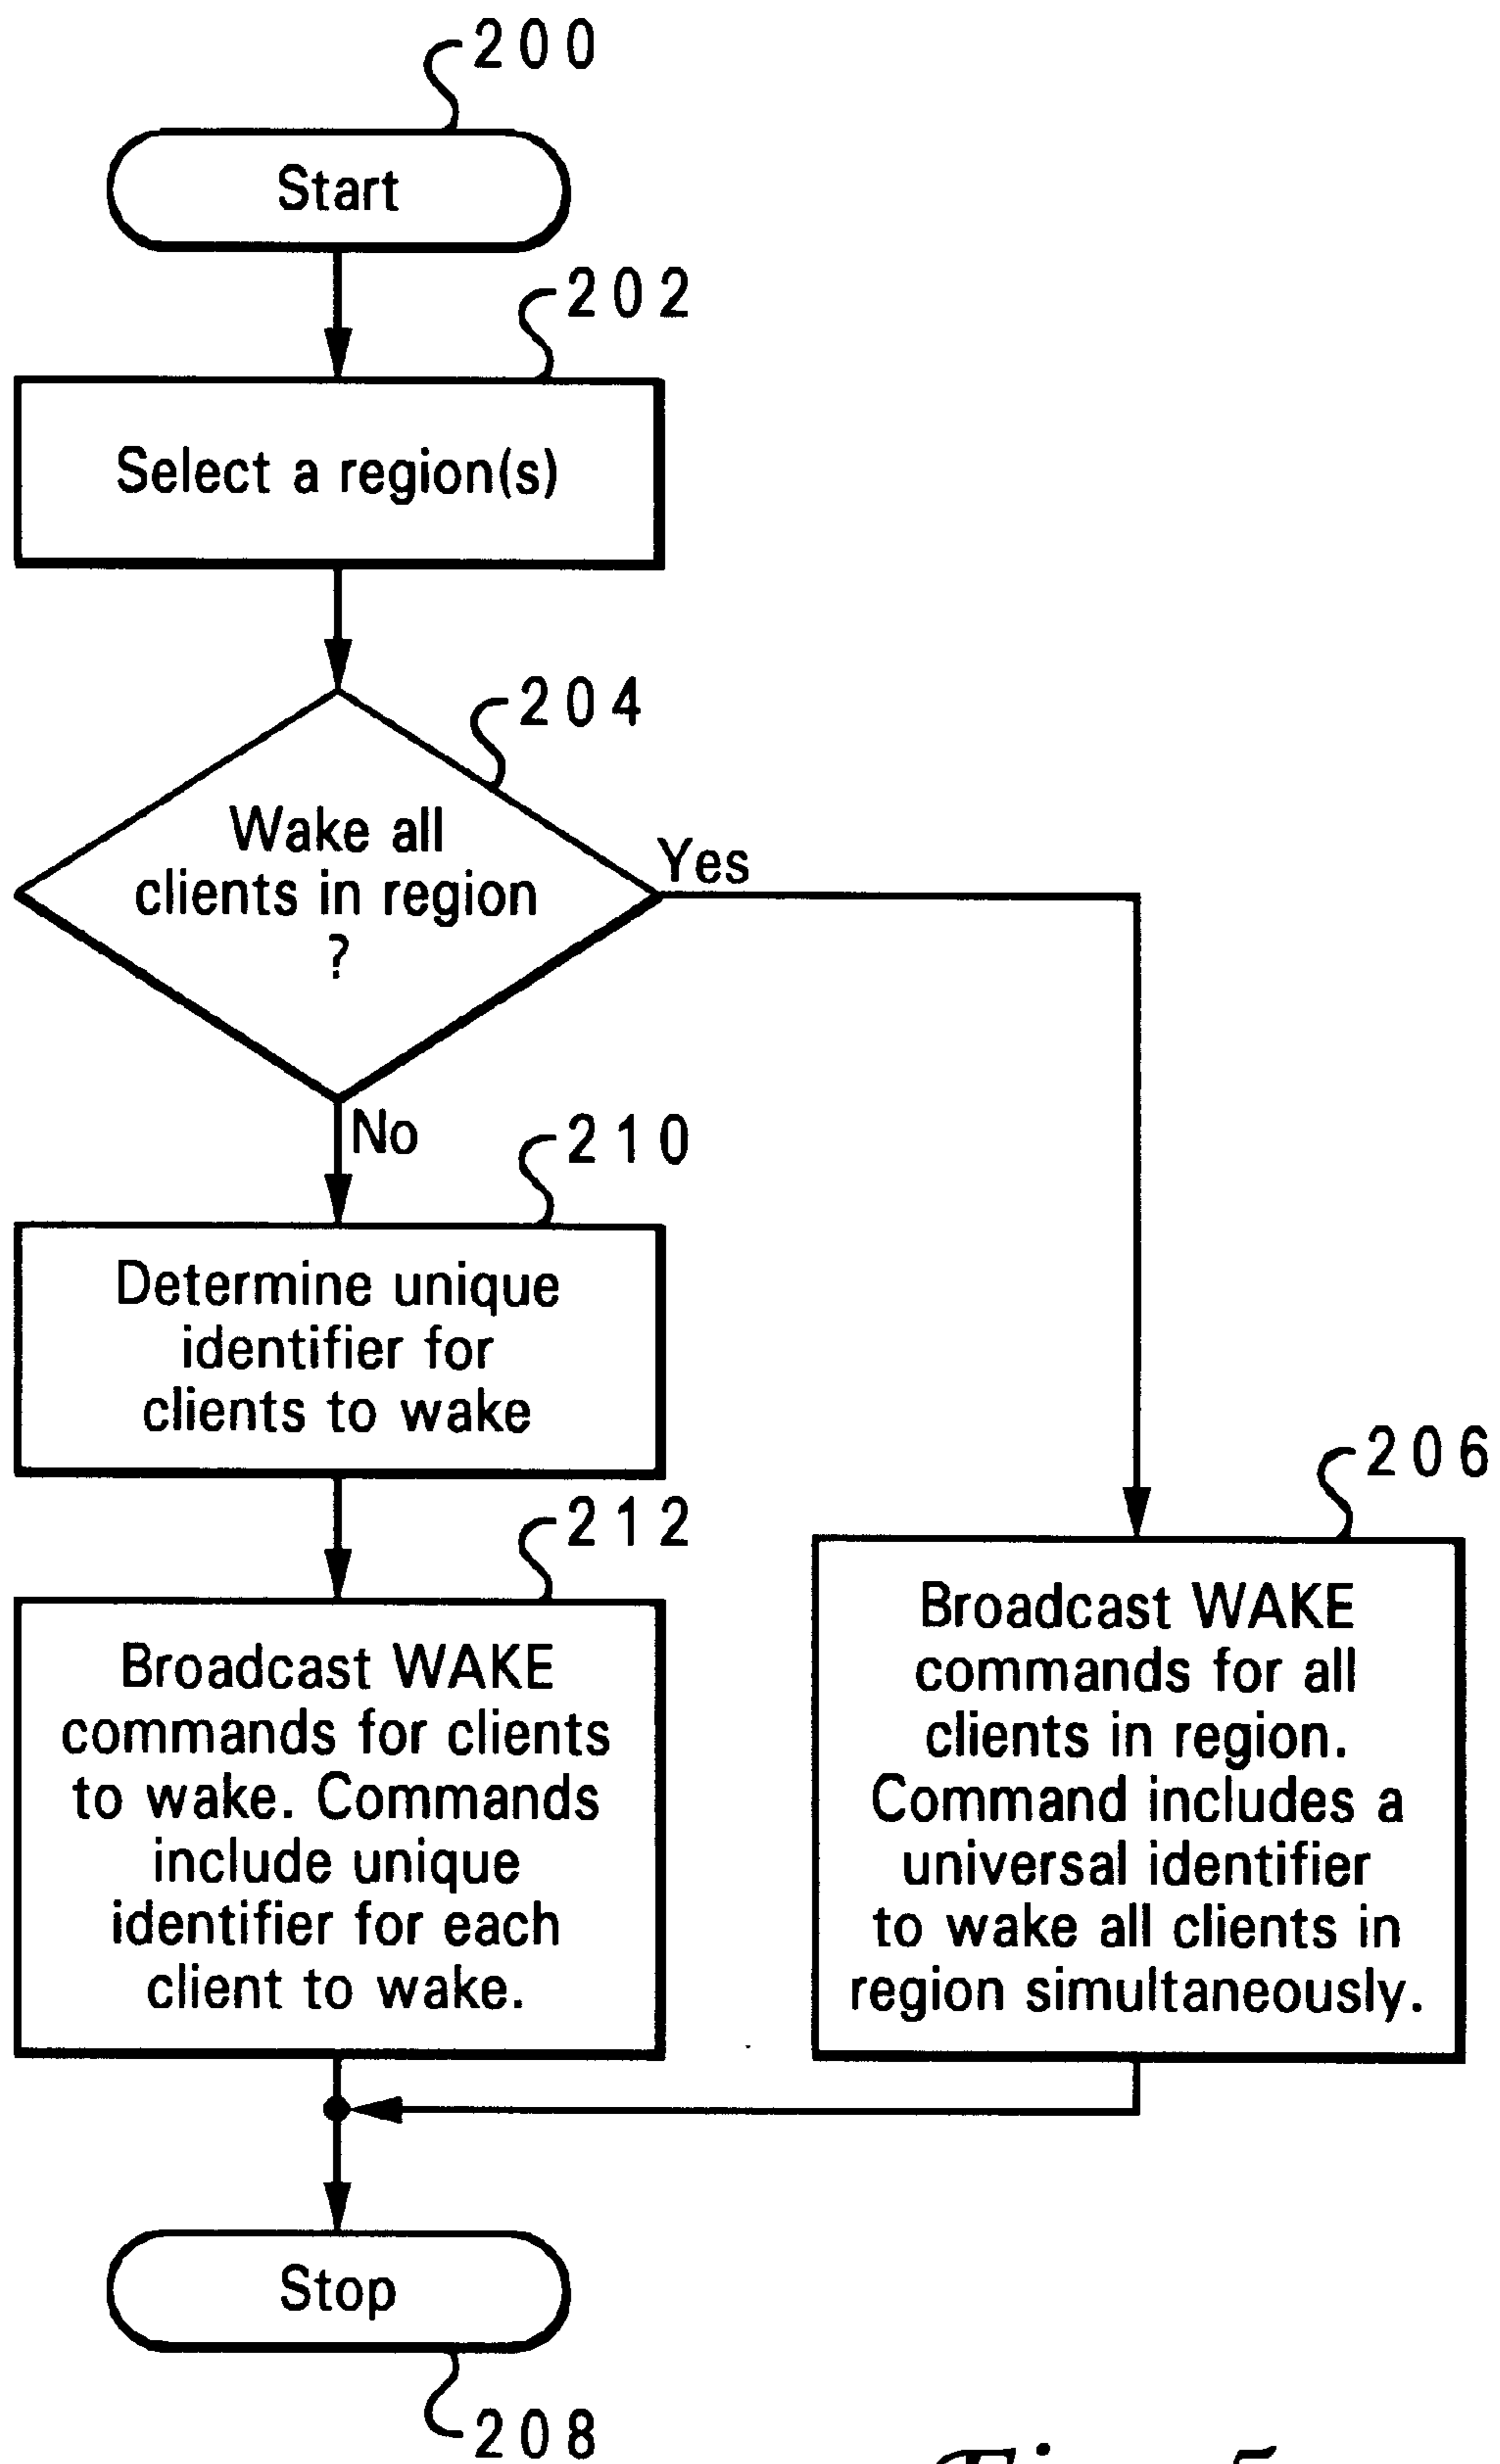 200
Start
202
Select a region(s)
204
Wake all
clients in region
?
Yes
No
210
Determine unique
identifier for
clients to wake
206
212
Broadcast WAKE
commands for clients
to wake. Commands
include unique
identifier for each
client to wake.
Broadcast WAKE
commands for all
clients in region.
Command includes a
universal identifier
to wake all clients in
region simultaneously.
Stop
208